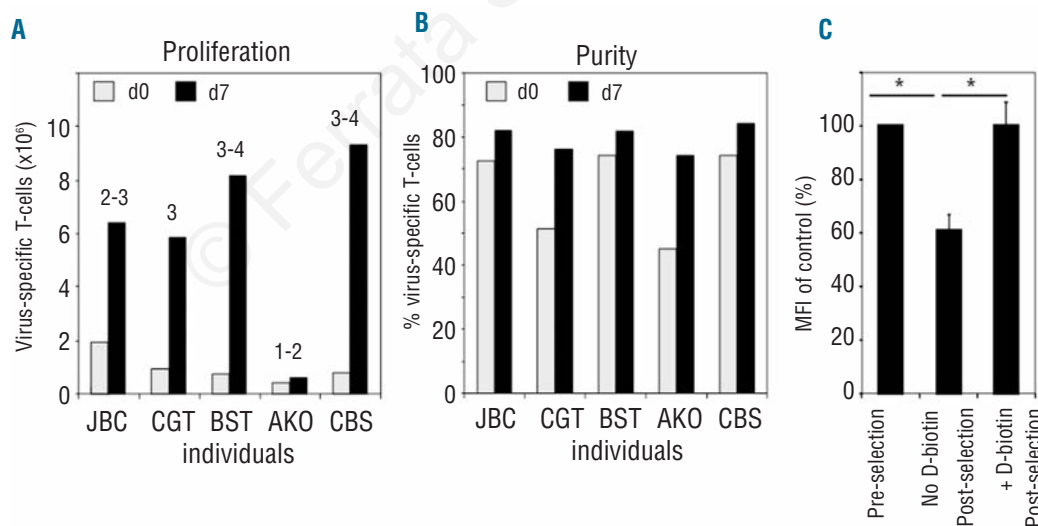 A
Proliferation
d0 d7
Virus-specific T-cells (x10⁶)
10
8
6
4
2
0
2-3
3
3-4
1-2
3-4
JBC CGT BST AKO CBS
individuals
B
Purity
d0 d7
% virus-specific T-cells
100
80
60
40
20
0
JBC CGT BST AKO CBS
individuals
C
* *
MFI of control (%)
100
80
60
40
20
0
Pre-selection
No D-biotin
Post-selection
+ D-biotin
Post-selection
© Ferrata